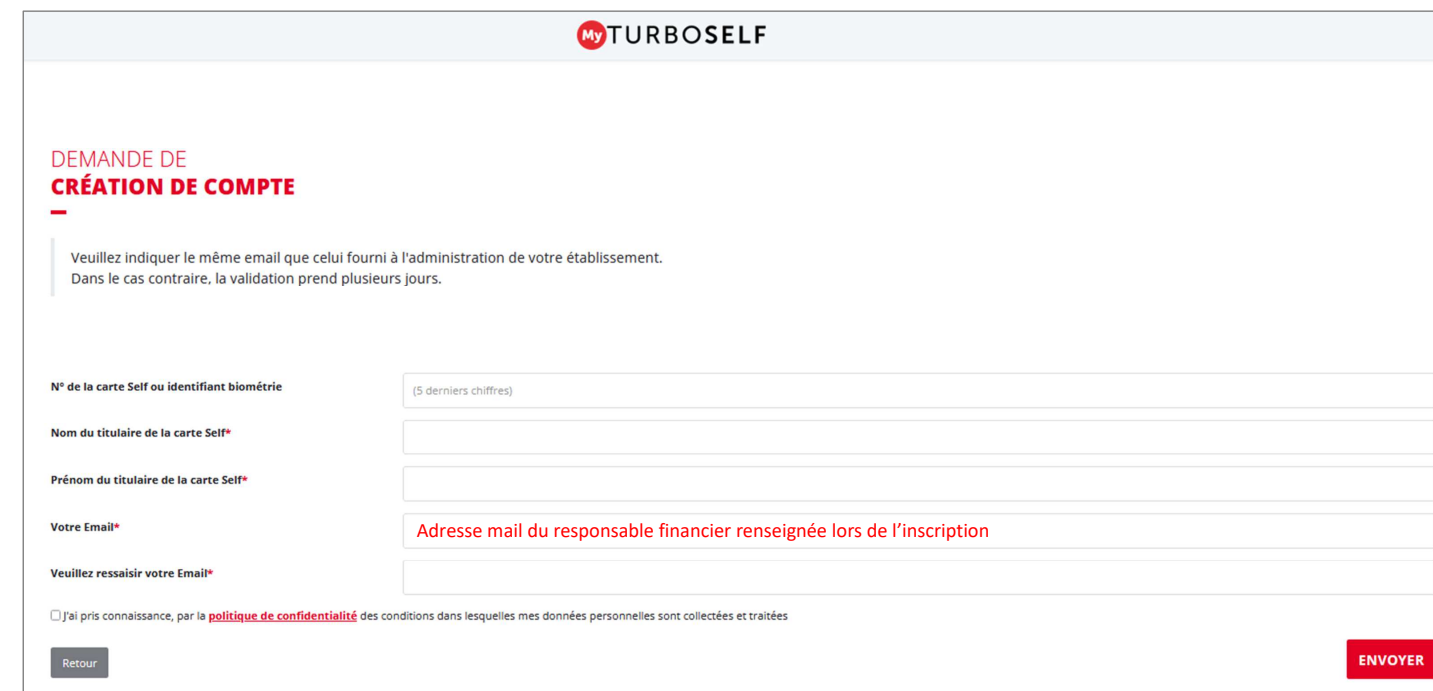 My TURBOSELF
DEMANDE DE
CRÉATION DE COMPTE
Veuillez indiquer le même email que celui fourni à l'administration de votre établissement.
Dans le cas contraire, la validation prend plusieurs jours.
N° de la carte Self ou identifiant biométrie
(5 derniers chiffres)
Nom du titulaire de la carte Self*
Prénom du titulaire de la carte Self*
Votre Email*
Adresse mail du responsable financier renseignée lors de l’inscription
Veuillez ressaisir votre Email*
J'ai pris connaissance, par la politique de confidentialité des conditions dans lesquelles mes données personnelles sont collectées et traitées
Retour
ENVOYER